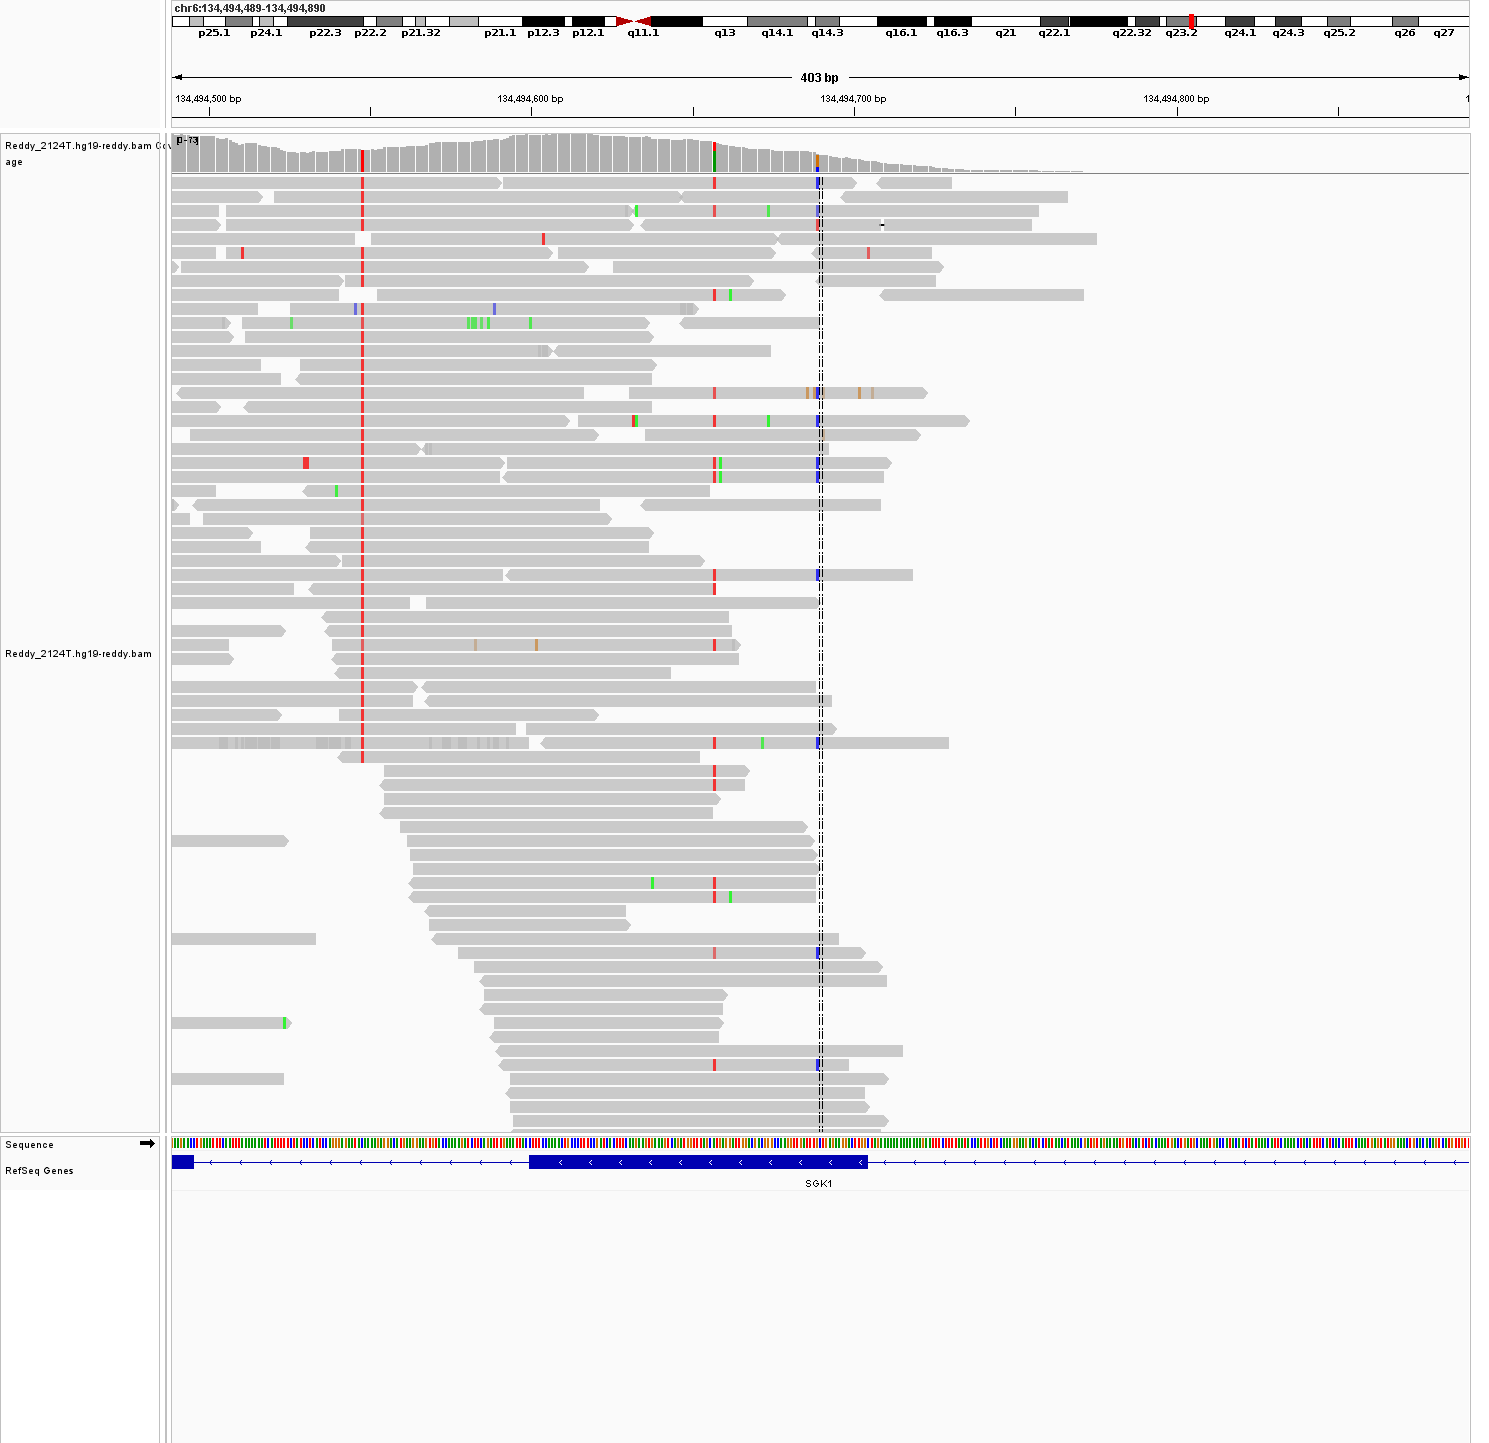 chr6:134,494,489-134,494,890
p25.1 p24.1 p22.3 p22.2 p21.32 p21.1 p12.3 p12.1 q11.1 q13 q14.1 q14.3 q16.1 q16.3 q21 q22.1 q22.32 q23.2 q24.1 q24.3 q25.2 q26 q27
403 bp
134,494,500 bp 134,494,600 bp 134,494,700 bp 134,494,800 bp 1
Reddy_2124T.hg19-reddy.bam Cov
age
Reddy_2124T.hg19-reddy.bam
Sequence
RefSeq Genes
SGK1